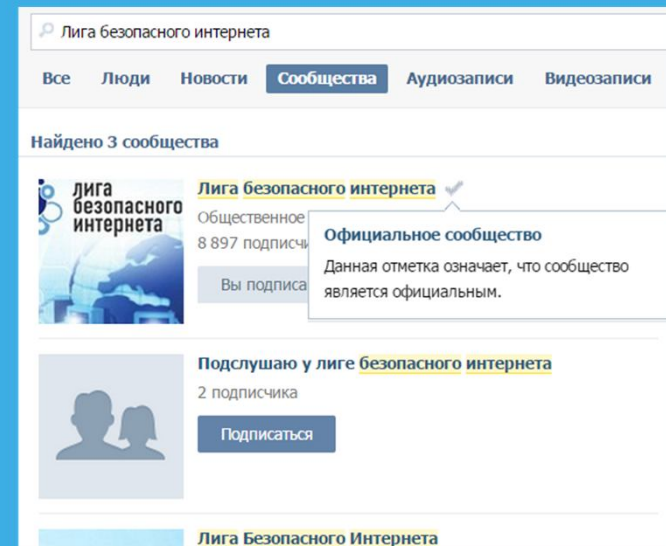 Лига безопасного интернета
Все Люди Новости Сообщества Аудиозаписи Видеозаписи
Найдено 3 сообщества
лига
безопасного
интернета
Лига безопасного интернета
Общественное
8 897 подписчи
Вы подписа
Официальное сообщество
Данная отметка означает, что сообщество
является официальным.
Подслушаю у лиге безопасного интернета
2 подписчика
Подписаться
Лига Безопасного Интернета